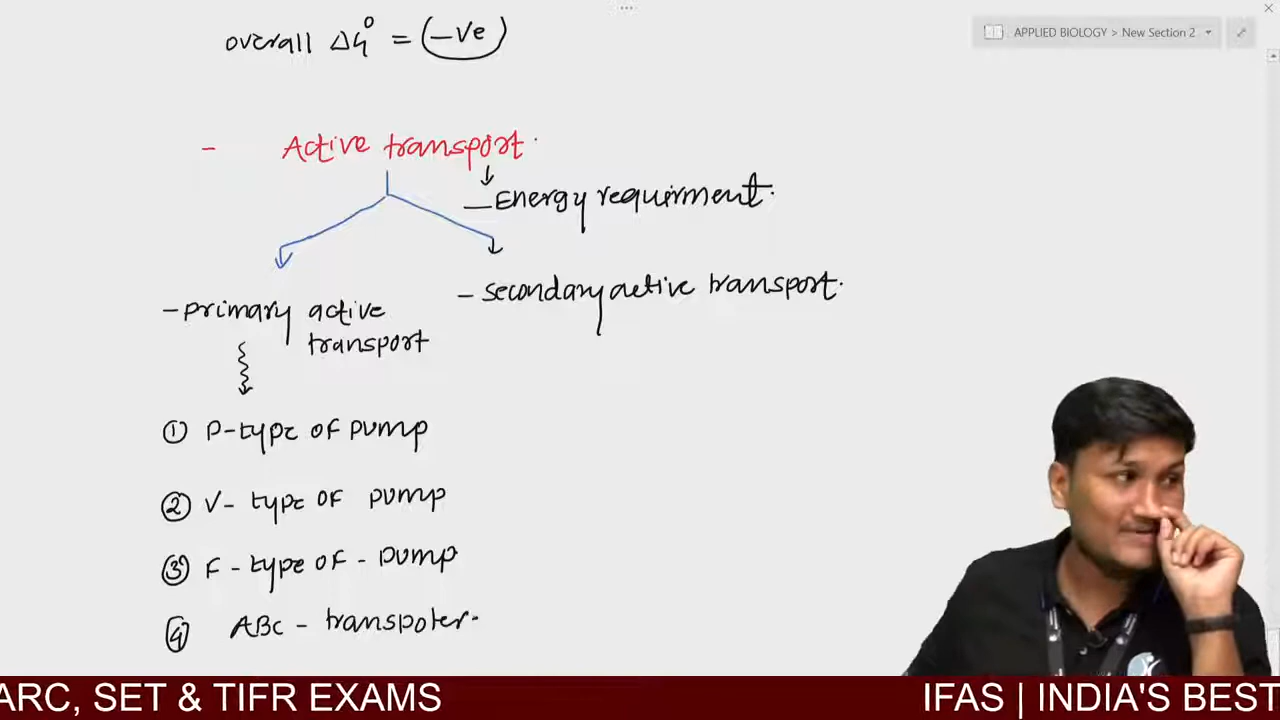 overall ΔG° = (-ve)
APPLIED BIOLOGY > New Section 2
- Active transport.
- Energy requirment.
- primary active
transport
- secondary active transport.
① P-type of pump
② V- type of pump
③ F - type of - pump
④ ABC - transpoter.
ARC, SET & TIFR EXAMS
IFAS | INDIA'S BEST